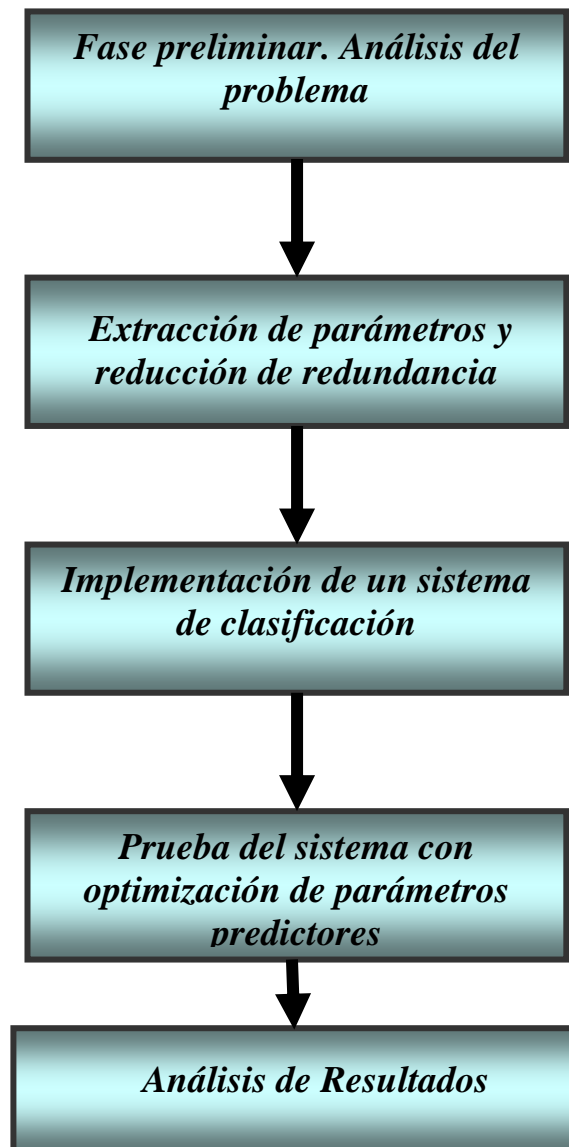 Fase preliminar. Análisis del
problema
Extracción de parámetros y
reducción de redundancia
Implementación de un sistema
de clasificación
Prueba del sistema con
optimización de parámetros
predictores
Análisis de Resultados